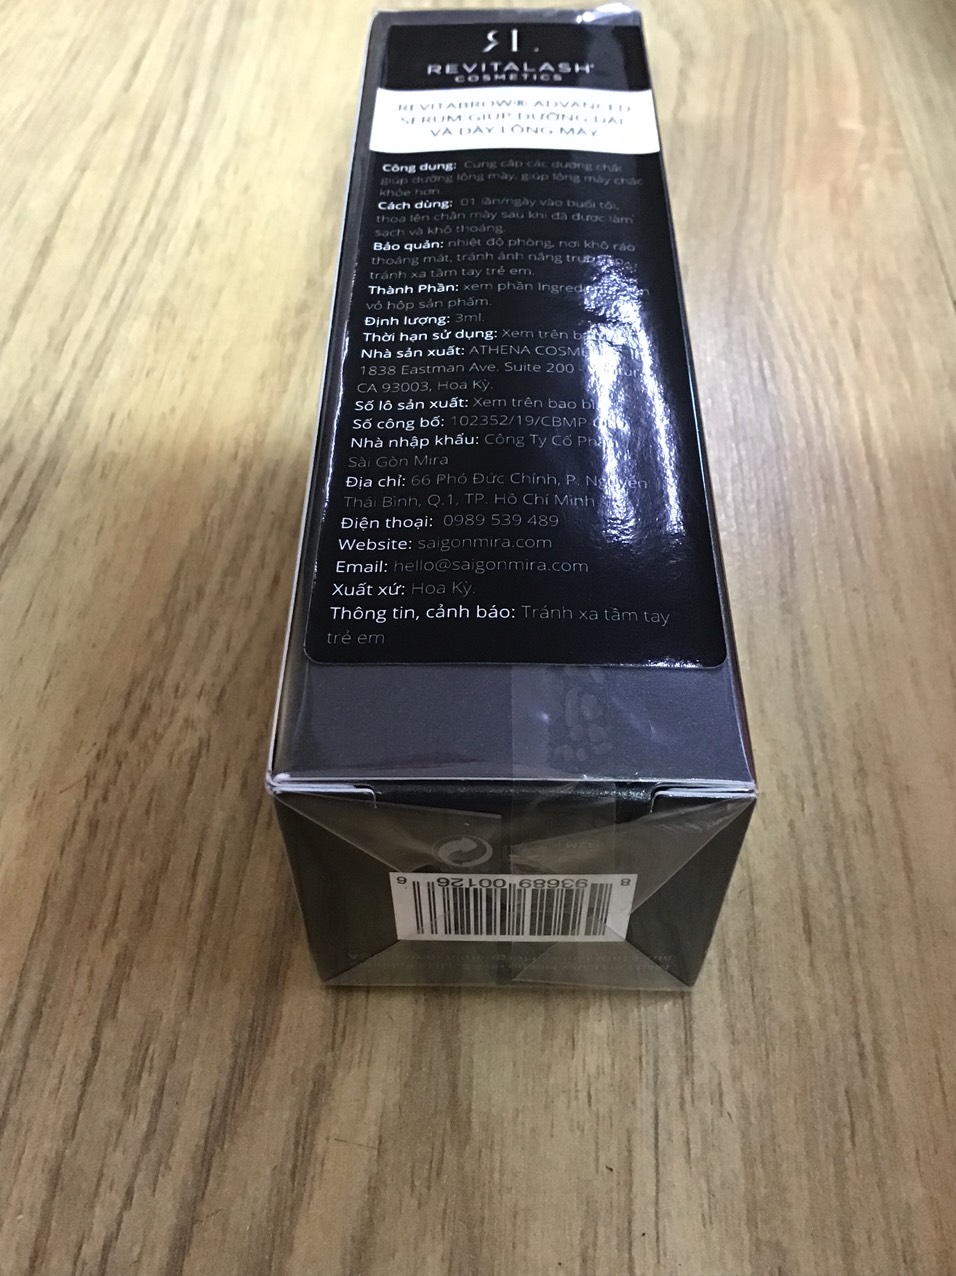 RL.
REVITALASH®
COSMETICS
REVITABROW® ADVANCED
SERUM GIÚP DƯỠNG DÀI
VÀ DÀY LÔNG MÀY
Công dụng: Cung cấp các dưỡng chất
giúp dưỡng lông mày, giúp lông mày chắc
khỏe hơn.
Cách dùng: 01 lần/ngày vào buổi tối,
thoa lên chân mày sau khi đã được làm
sạch và khô thoáng.
Bảo quản: nhiệt độ phòng, nơi khô ráo
thoáng mát, tránh ánh nắng trực
tránh xa tầm tay trẻ em.
Thành Phần: xem phần
vỏ hộp sản phẩm.
Định lượng: 3ml.
Thời hạn sử dụng: Xem trên
Nhà sản xuất: ATHENA
1838 Eastman Ave. Suite 200 -
CA 93003, Hoa Kỳ.
Số lô sản xuất: Xem trên bao
Số công bố: 102352/19/CBMP
Nhà nhập khẩu: Công Ty Cổ
Sài Gòn Mira
Địa chỉ: 66 Phó Đức Chính, P. Nguyễn
Thái Bình, Q.1, TP. Hồ Chí Minh
Điện thoại: 0989 539 489
Website: saigonmira.com
Email: hello@saigonmira.com
Xuất xứ: Hoa Kỳ.
Thông tin, cảnh báo: Tránh xa tầm tay
trẻ em
8 93689 00126 6